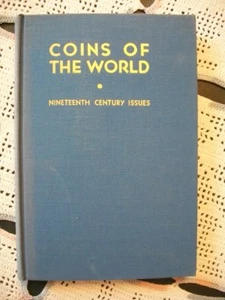 COINS OF
THE WORLD
•
NINETEENTH CENTURY ISSUES